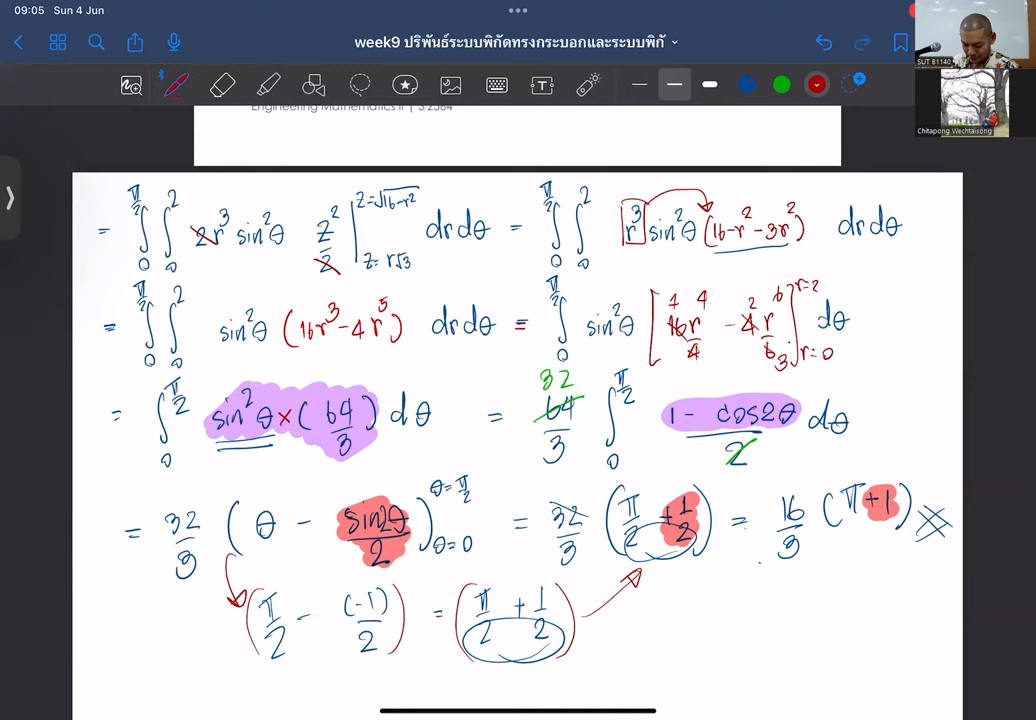 09:05 Sun 4 Jun
week9 ปริพันธ์ระบบพิกัดทรงกระบอกและระบบพิกั
SUT B1140
Chitapong Wechtaisong
Engineering Mathematics II | 3-2564
= ∫₀^{π/2} ∫₀² 2r³ sin²θ z²/2 |_{z=r√3}^{z=√16-r²} drdθ = ∫₀^{π/2} ∫₀² r³ sin²θ (16-r²-3r²) drdθ
= ∫₀^{π/2} ∫₀² sin²θ (16r³-4r⁵) drdθ = ∫₀^{π/2} sin²θ [16r⁴/4 - 4r⁶/6]_{r=0}^{r=2} dθ
= ∫₀^{π/2} sin²θ × (64/3) dθ = 64/3 32 ∫₀^{π/2} (1 - cos2θ)/2 dθ
= 32/3 (θ - sin2θ/2)_{θ=0}^{θ=π/2} = 32/3 (π/2 + 1/2) = 16/3 (π+1)
(π/2 - (-1)/2) = (π/2 + 1/2)